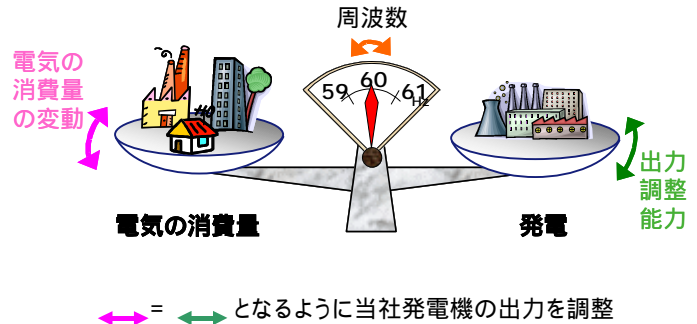 周波数
電気の
消費量
の変動
59 60 61
Hz
出力
調整
能力
電気の消費量
発電
= となるように当社発電機の出力を調整